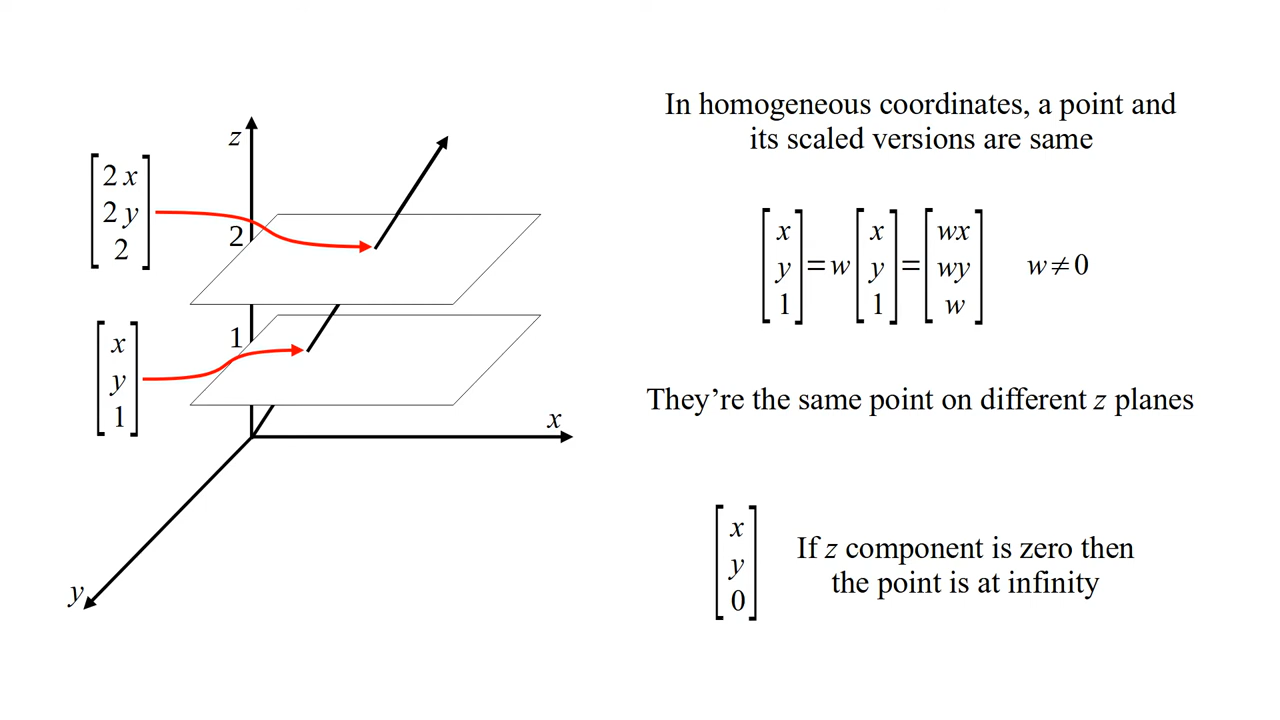 z
[2x
2y
2]
2
[x
y
1]
1
x
y
In homogeneous coordinates, a point and
its scaled versions are same
[x y 1] = w [x y 1] = [wx wy w] w≠0
They’re the same point on different z planes
[x
y
0]
If z component is zero then
the point is at infinity